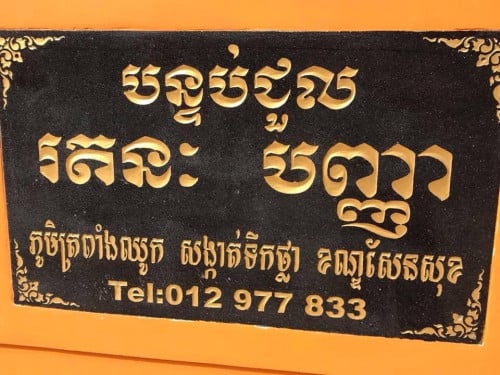 បន្ទប់ជួល
រតនៈ បញ្ញា
ភូមិត្រពាំងឈូក សង្កាត់ទឹកថ្លា ខណ្ឌសែនសុខ
Tel:012 977 833